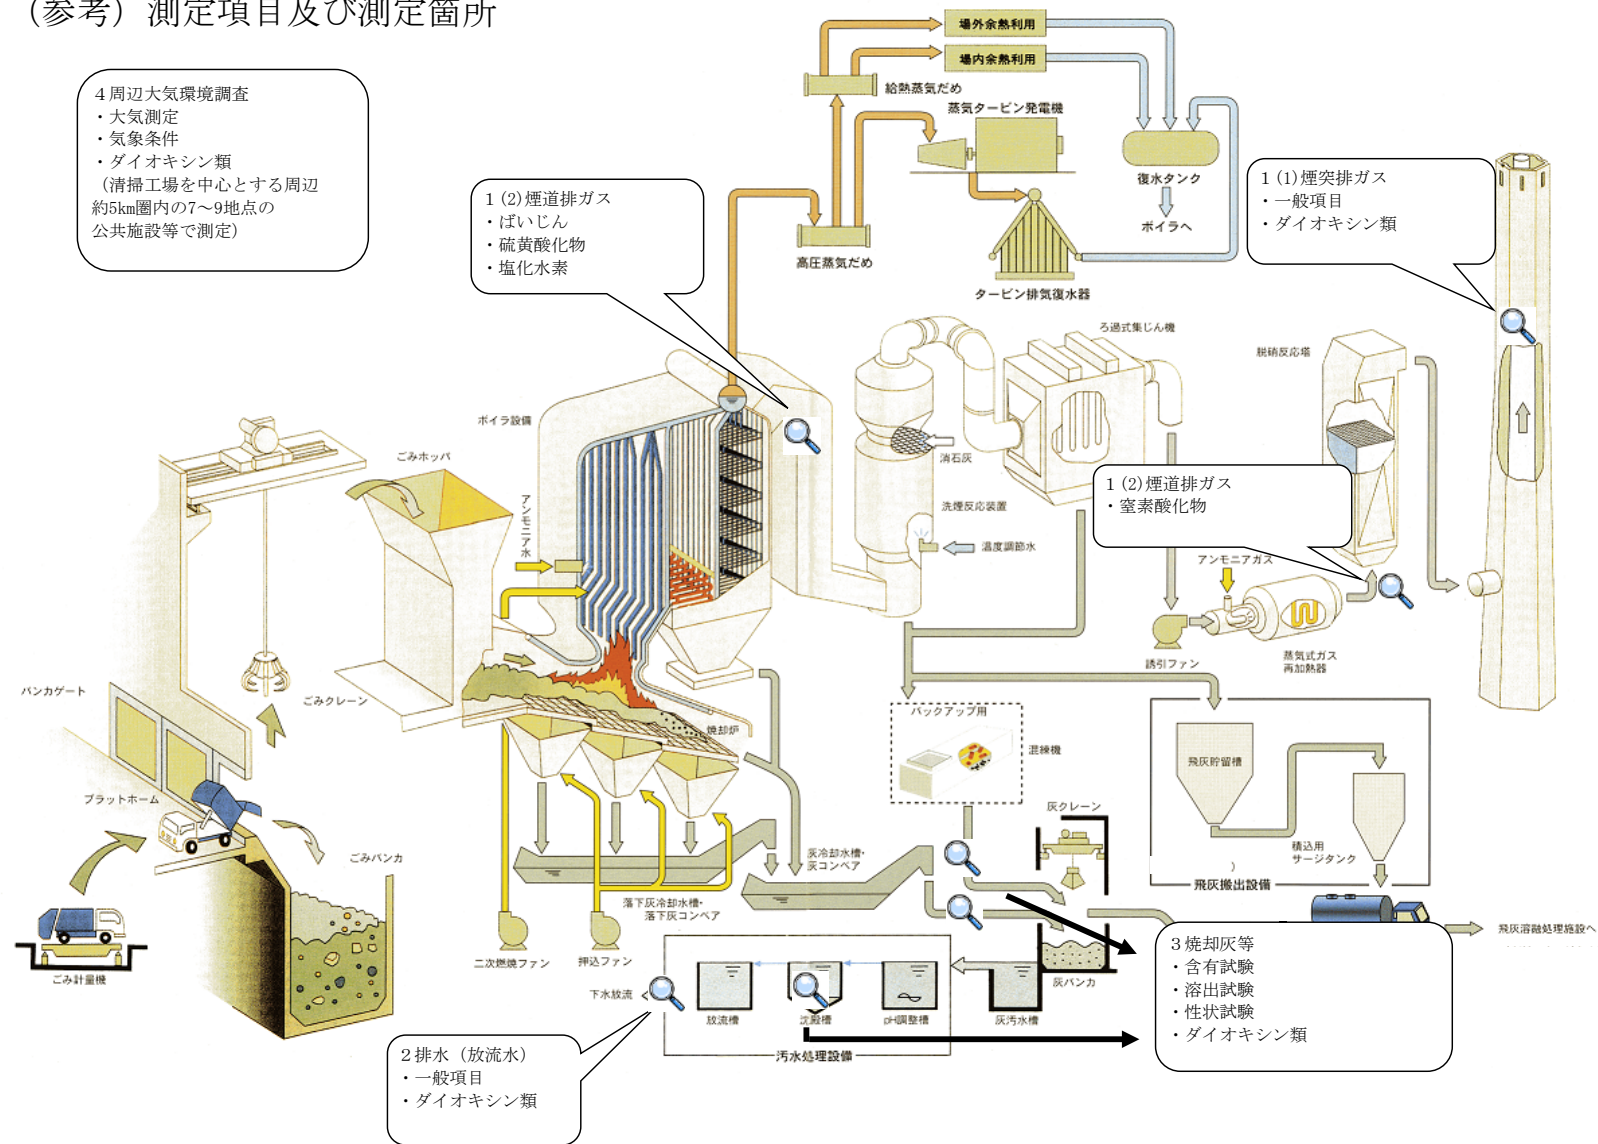 （参考）測定項目及び測定箇所
４周辺大気環境調査
・大気測定
・気象条件
・ダイオキシン類
（清掃工場を中心とする周辺
約5km圏内の7～9地点の
公共施設等で測定）
１(2)煙道排ガス
・ばいじん
・硫黄酸化物
・塩化水素
場外余熱利用
場内余熱利用
給熱蒸気だめ
蒸気タービン発電機
復水タンク
ボイラへ
高圧蒸気だめ
タービン排気復水器
１(1)煙突排ガス
・一般項目
・ダイオキシン類
ろ過式集じん機
脱硝反応塔
ボイラ設備
ごみホッパ
アンモニア水
消石灰
洗煙反応装置
温度調節水
１(2)煙道排ガス
・窒素酸化物
アンモニアガス
誘引ファン
蒸気式ガス
再加熱器
バンカゲート
ごみクレーン
焼却炉
バックアップ用
混練機
飛灰貯留槽
プラットホーム
灰クレーン
積込用
サージタンク
ごみバンカ
灰冷却水槽・
灰コンベア
）
飛灰搬出設備
落下灰冷却水槽・
落下灰コンベア
飛灰溶融処理施設へ
ごみ計量機
二次燃焼ファン
押込ファン
灰バンカ
下水放流
放流槽
沈殿槽
pH調整槽
灰汚水槽
汚水処理設備
３焼却灰等
・含有試験
・溶出試験
・性状試験
・ダイオキシン類
２排水（放流水）
・一般項目
・ダイオキシン類